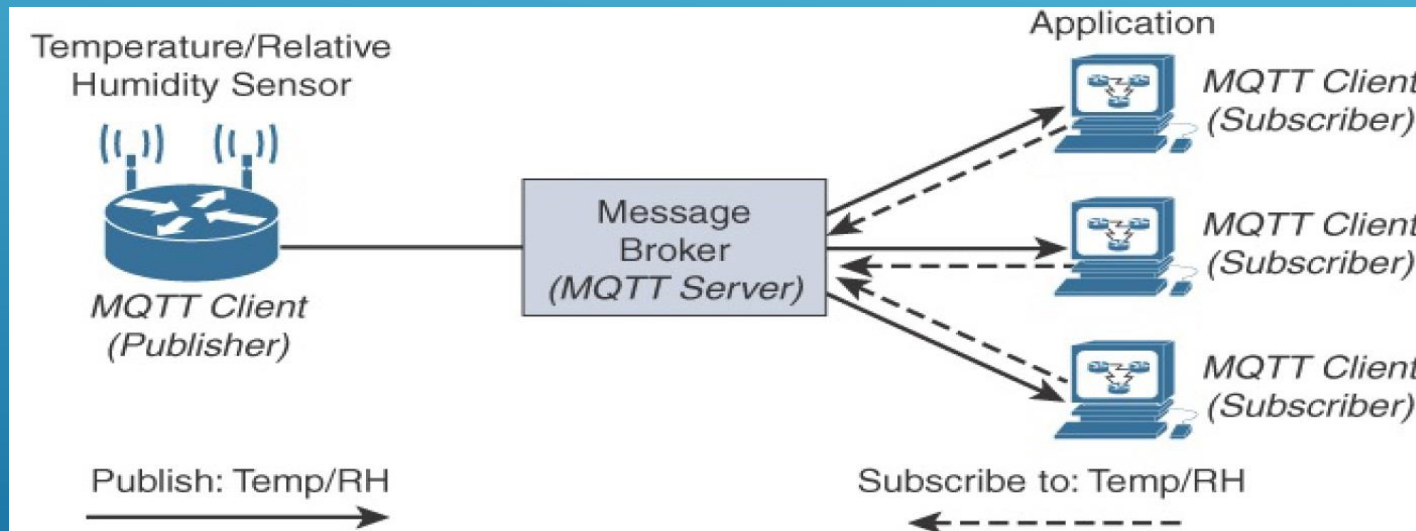 Temperature/Relative
Humidity Sensor
MQTT Client
(Publisher)
Message
Broker
(MQTT Server)
Application
MQTT Client
(Subscriber)
MQTT Client
(Subscriber)
MQTT Client
(Subscriber)
Publish: Temp/RH
Subscribe to: Temp/RH